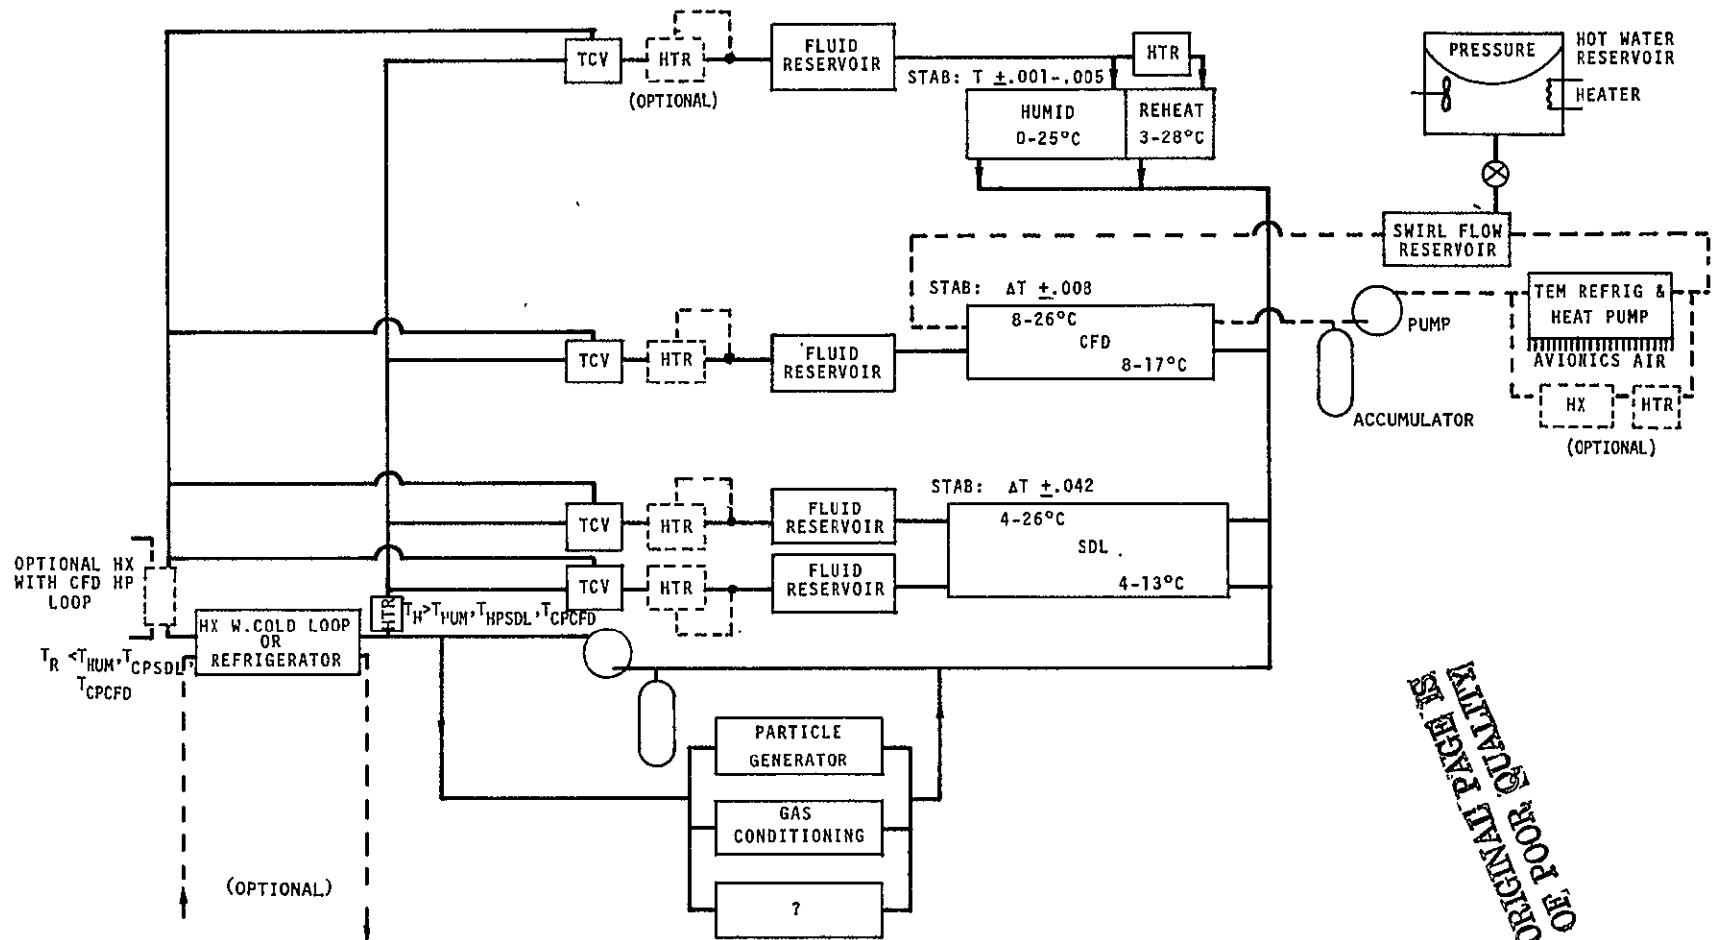 TCV
HTR
(OPTIONAL)
FLUID
RESERVOIR
STAB: T ±.001-.005
HTR
HUMID
0-25°C
REHEAT
3-28°C
PRESSURE
HOT WATER
RESERVOIR
HEATER
SWIRL FLOW
RESERVOIR
TCV
HTR
FLUID
RESERVOIR
STAB: ΔT ±.008
8-26°C
CFD
8-17°C
PUMP
ACCUMULATOR
TEM REFRIG &
HEAT PUMP
AVIONICS AIR
HX
HTR
(OPTIONAL)
TCV
HTR
FLUID
RESERVOIR
STAB: ΔT ±.042
4-26°C
SDL
4-13°C
TCV
HTR
FLUID
RESERVOIR
OPTIONAL HX
WITH CFD HP
LOOP
HTR
T_H>T_HUM,T_HPSDL,T_CPCFD
HX W.COLD LOOP
OR
REFRIGERATOR
T_R <T_HUM,T_CPSDL,
T_CPCFD
(OPTIONAL)
PARTICLE
GENERATOR
GAS
CONDITIONING
?
ORIGINAL PAGE IS
OF POOR QUALITY